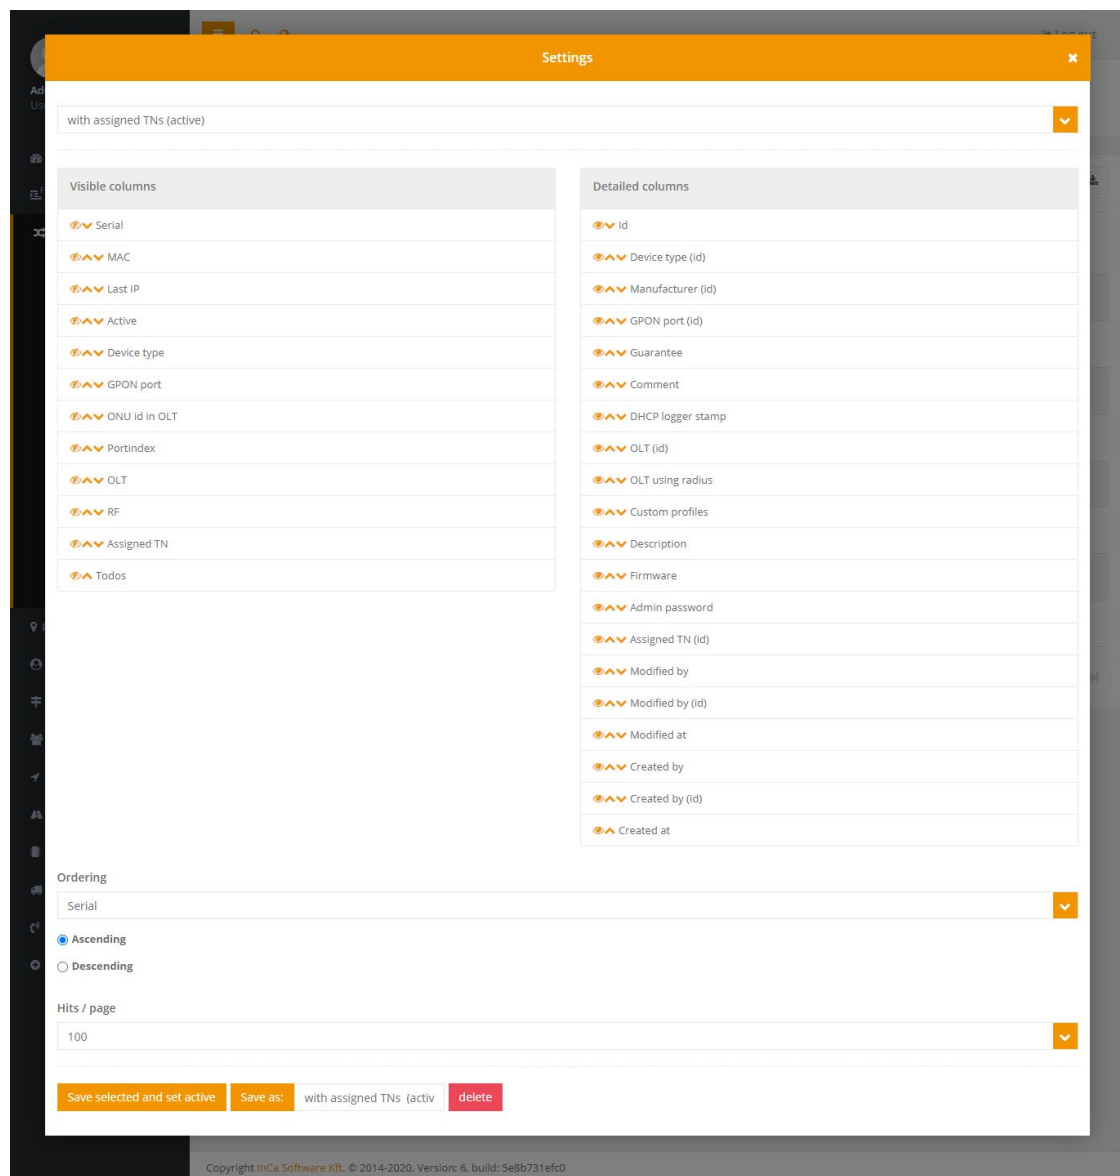 Log out
Settings
Ad
Us
with assigned TNs (active)
Visible columns
Serial
MAC
Last IP
Active
Device type
GPON port
ONU id in OLT
Portindex
OLT
RF
Assigned TN
Todos
Detailed columns
Id
Device type (id)
Manufacturer (id)
GPON port (id)
Guarantee
Comment
DHCP logger stamp
OLT (id)
OLT using radius
Custom profiles
Description
Firmware
Admin password
Assigned TN (id)
Modified by
Modified by (id)
Modified at
Created by
Created by (id)
Created at
Ordering
Serial
Ascending
Descending
Hits / page
100
Save selected and set active Save as: with assigned TNs (activ delete
Copyright InCa Software Kft. © 2014-2020. Version: 6, build: 5e8b731efc0